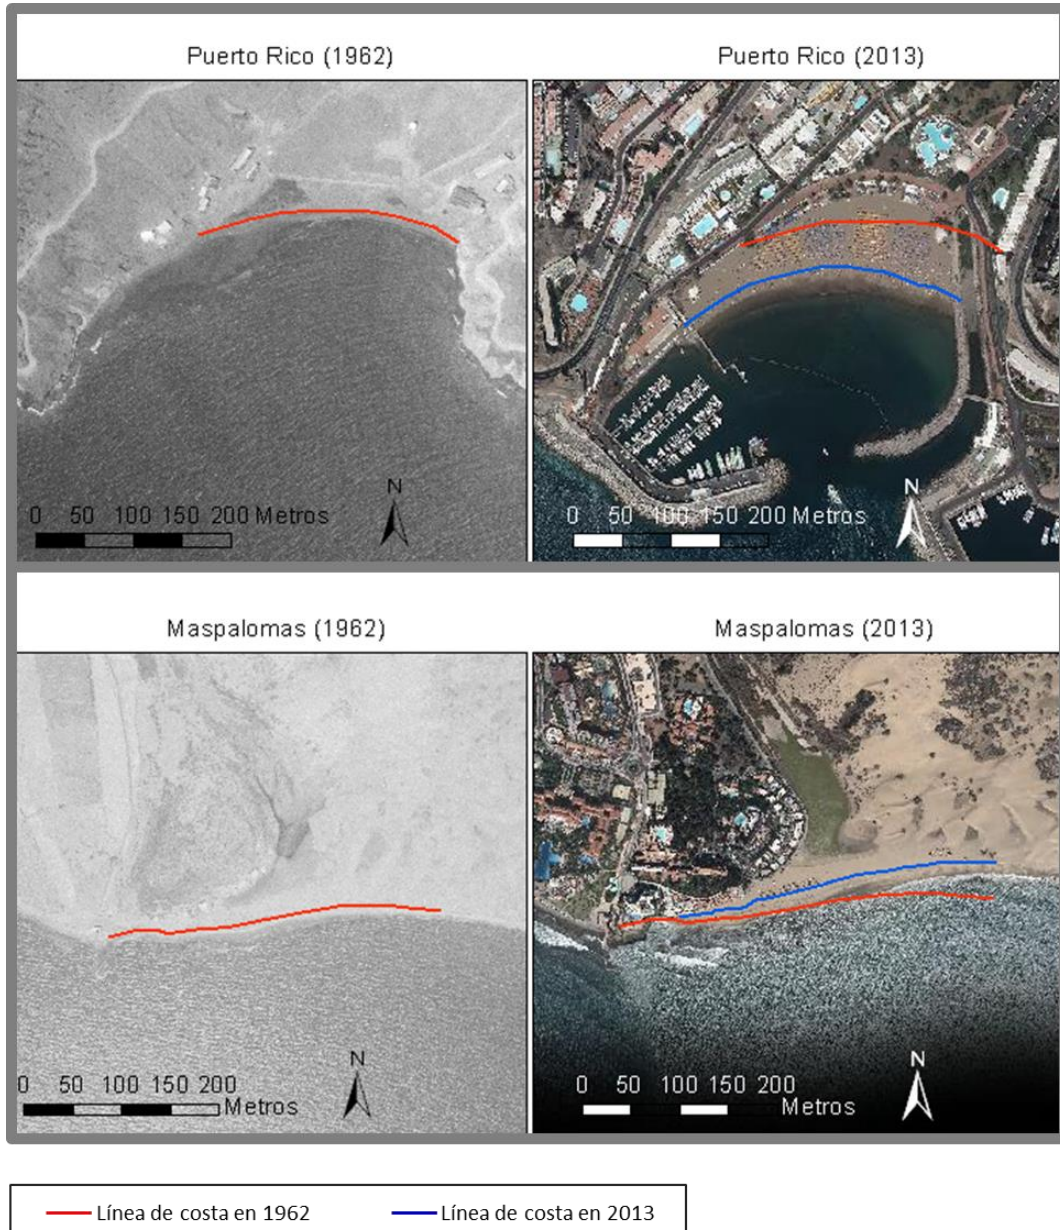 Puerto Rico (1962)
Puerto Rico (2013)
N
0 50 100 150 200 Metros
N
0 50 100 150 200 Metros
Maspalomas (1962)
Maspalomas (2013)
N
0 50 100 150 200
Metros
N
0 50 100 150 200
Metros
Línea de costa en 1962
Línea de costa en 2013